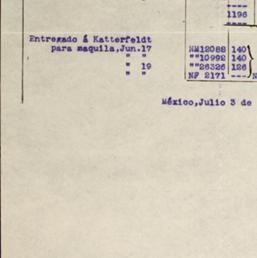 1196
Entregado á Katterfeldt
para maquila,Jun.17 NM12088 140
" " ""10992 140
" 19 ""26326 126
" " NF 2171 ---
México,Julio 3 de